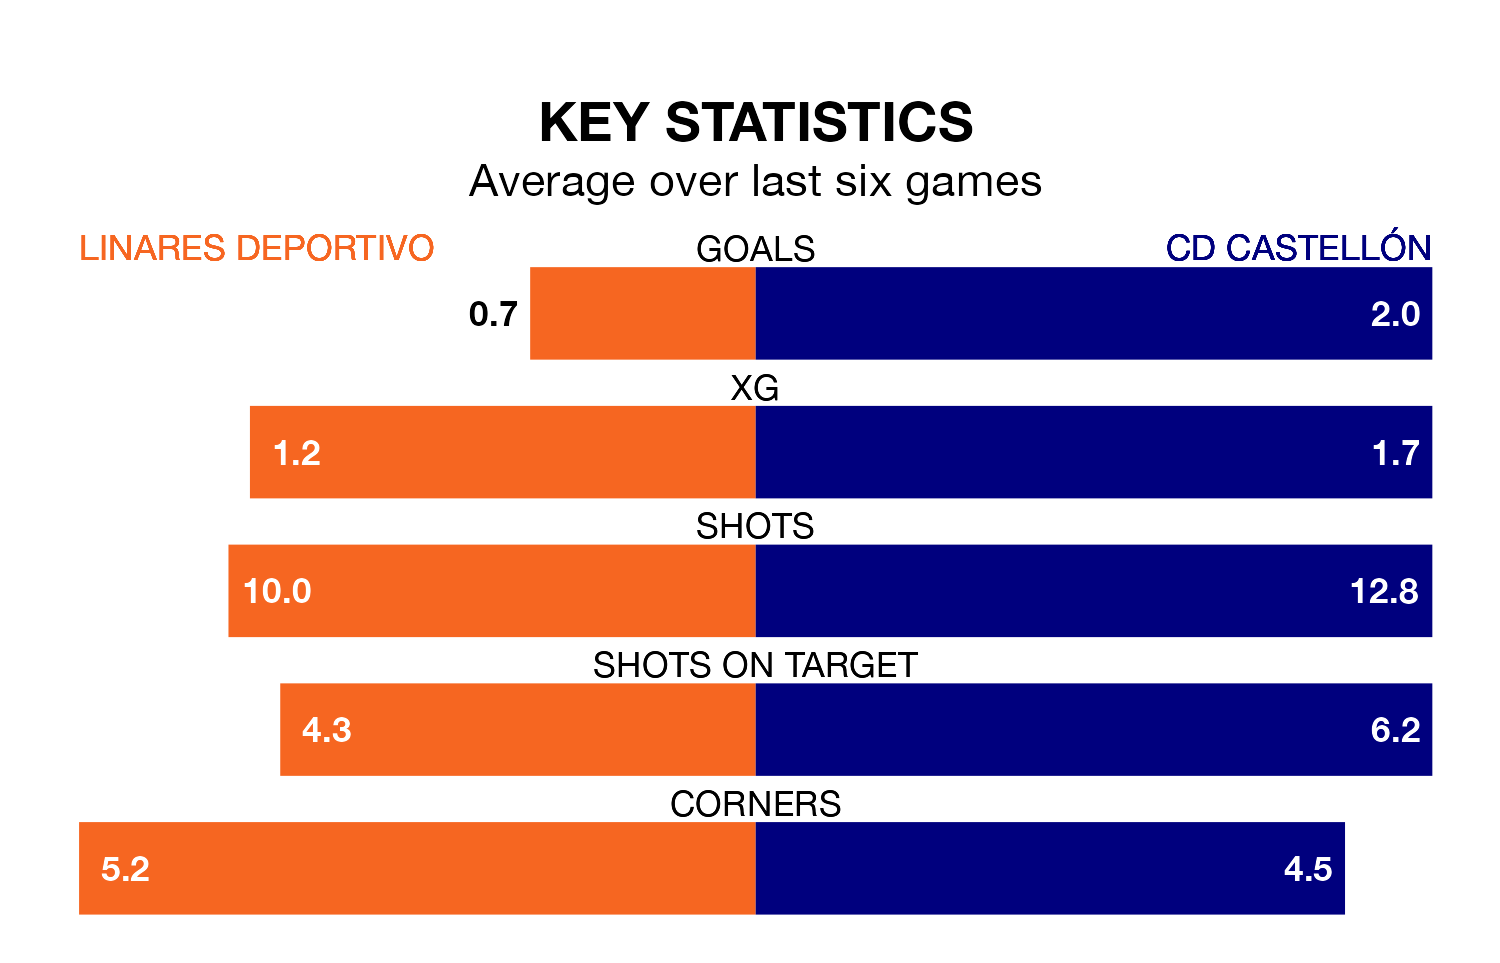 KEY STATISTICS
Average over last six games
LINARES DEPORTIVO GOALS CD CASTELLÓN
0.7 2.0
XG
1.2 1.7
SHOTS
10.0 12.8
SHOTS ON TARGET
4.3 6.2
CORNERS
5.2 4.5